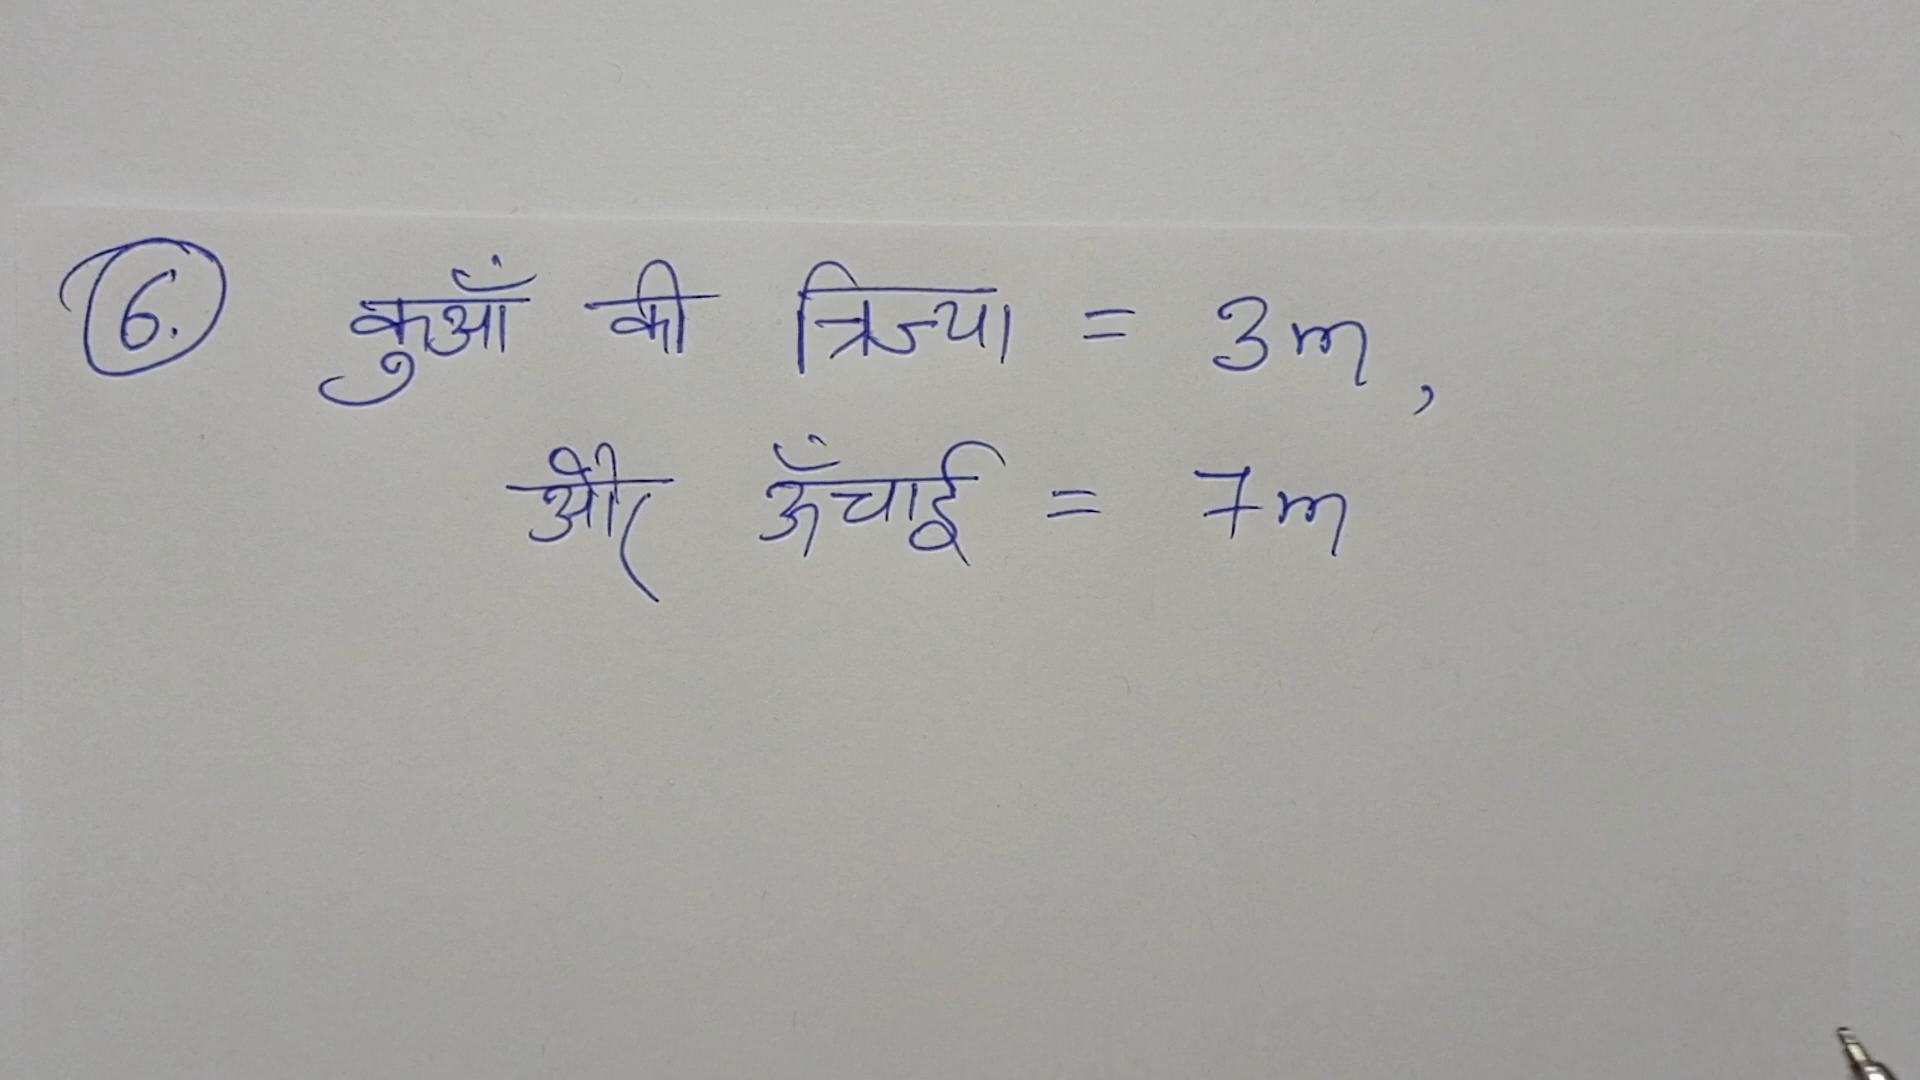 6. कुआँ की त्रिज्या = 3m,
और ऊँचाई = 7m